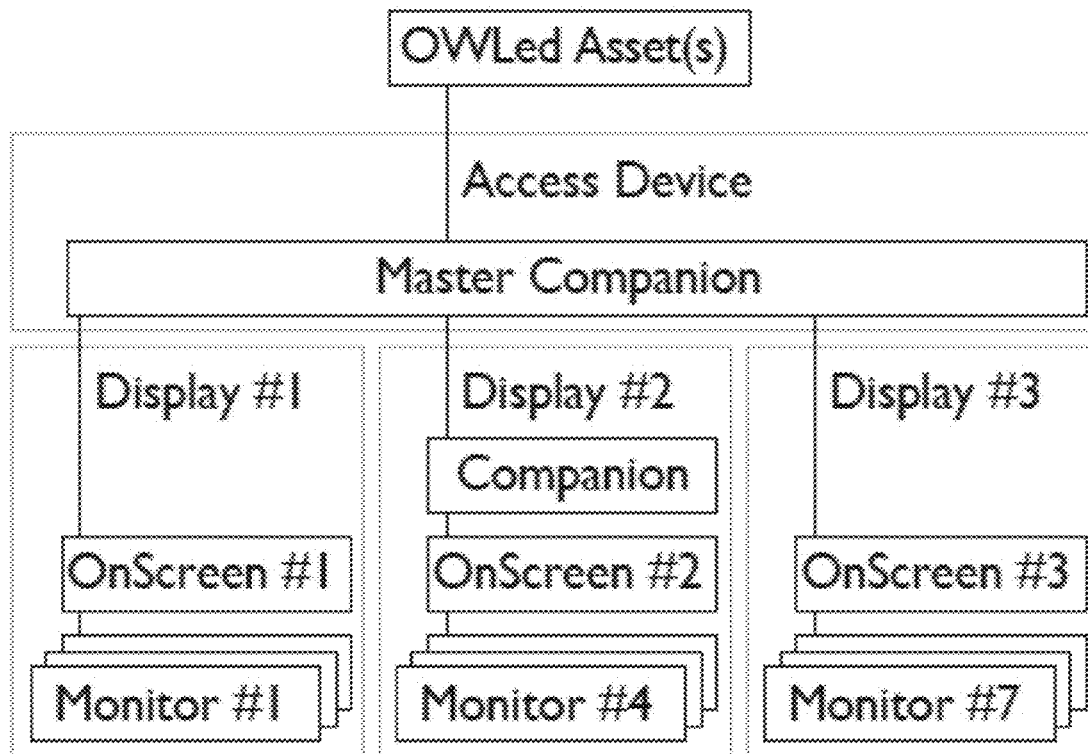 OWLed Asset(s)
Access Device
Master Companion
Display #1
Display #2
Display #3
Companion
OnScreen #1
OnScreen #2
OnScreen #3
Monitor #1
Monitor #4
Monitor #7